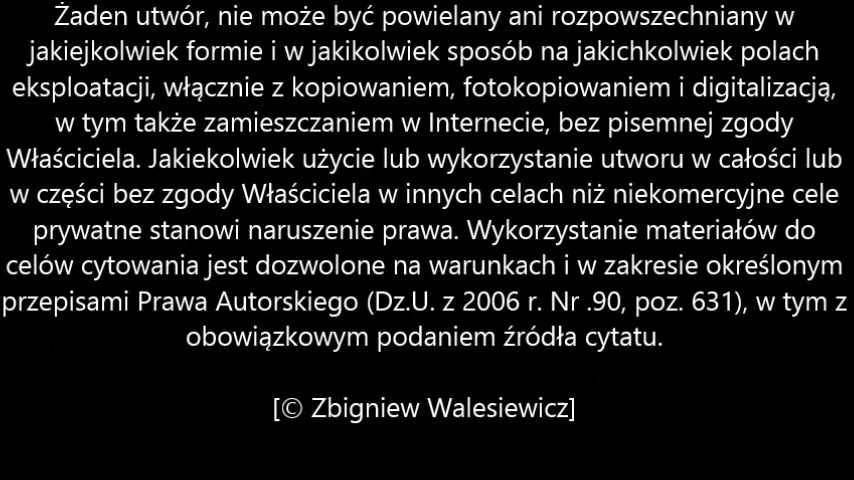 Żaden utwór, nie może być powielany ani rozpowszechniany w
jakiejkolwiek formie i w jakikolwiek sposób na jakichkolwiek polach
eksploatacji, włącznie z kopiowaniem, fotokopiowaniem i digitalizacją,
w tym także zamieszczaniem w Internecie, bez pisemnej zgody
Właściciela. Jakiekolwiek użycie lub wykorzystanie utworu w całości lub
w części bez zgody Właściciela w innych celach niż niekomercyjne cele
prywatne stanowi naruszenie prawa. Wykorzystanie materiałów do
celów cytowania jest dozwolone na warunkach i w zakresie określonym
przepisami Prawa Autorskiego (Dz.U. z 2006 r. Nr .90, poz. 631), w tym z
obowiązkowym podaniem źródła cytatu.
[© Zbigniew Walesiewicz]